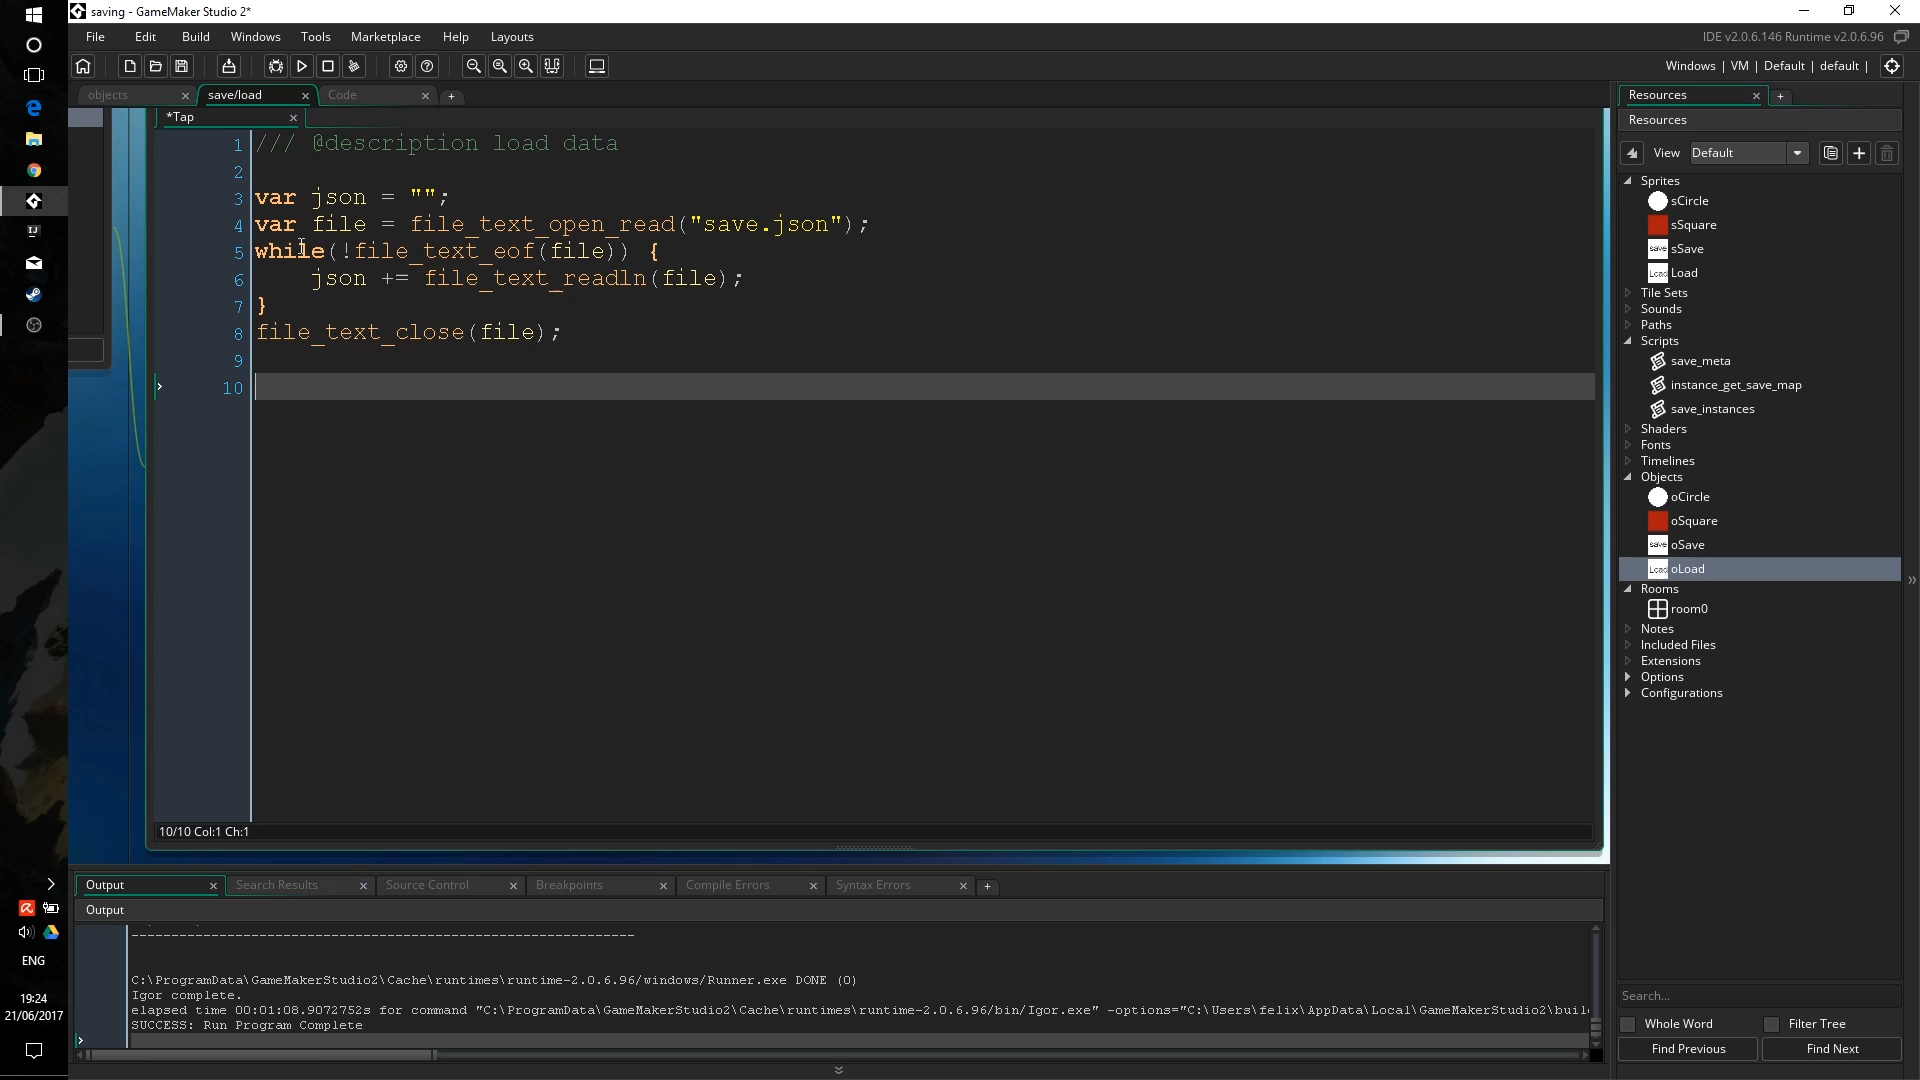 saving - GameMaker Studio 2*
File Edit Build Windows Tools Marketplace Help Layouts
IDE v2.0.6.146 Runtime v2.0.6.96
Windows | VM | Default | default |
objects save/load Code
*Tap
1 /// @description load data
2
3 var json = "";
4 var file = file_text_open_read("save.json");
5 while(!file_text_eof(file)) {
6 json += file_text_readln(file);
7 }
8 file_text_close(file);
9
10
10/10 Col:1 Ch:1
Resources
Resources
View Default
Sprites
sCircle
sSquare
save sSave
Load Load
Tile Sets
Sounds
Paths
Scripts
save_meta
instance_get_save_map
save_instances
Shaders
Fonts
Timelines
Objects
oCircle
oSquare
save oSave
Load oLoad
Rooms
room0
Notes
Included Files
Extensions
Options
Configurations
Search...
Whole Word Filter Tree
Find Previous Find Next
Output Search Results Source Control Breakpoints Compile Errors Syntax Errors
Output
----------------------------------------------------------------
C:\ProgramData\GameMakerStudio2\Cache\runtimes\runtime-2.0.6.96/windows/Runner.exe DONE (0)
Igor complete.
elapsed time 00:01:08.9072752s for command "C:\ProgramData\GameMakerStudio2\Cache\runtimes\runtime-2.0.6.96/bin/Igor.exe" -options="C:\Users\felix\AppData\Local\GameMakerStudio2\buil
SUCCESS: Run Program Complete
IJ
ENG
19:24
21/06/2017